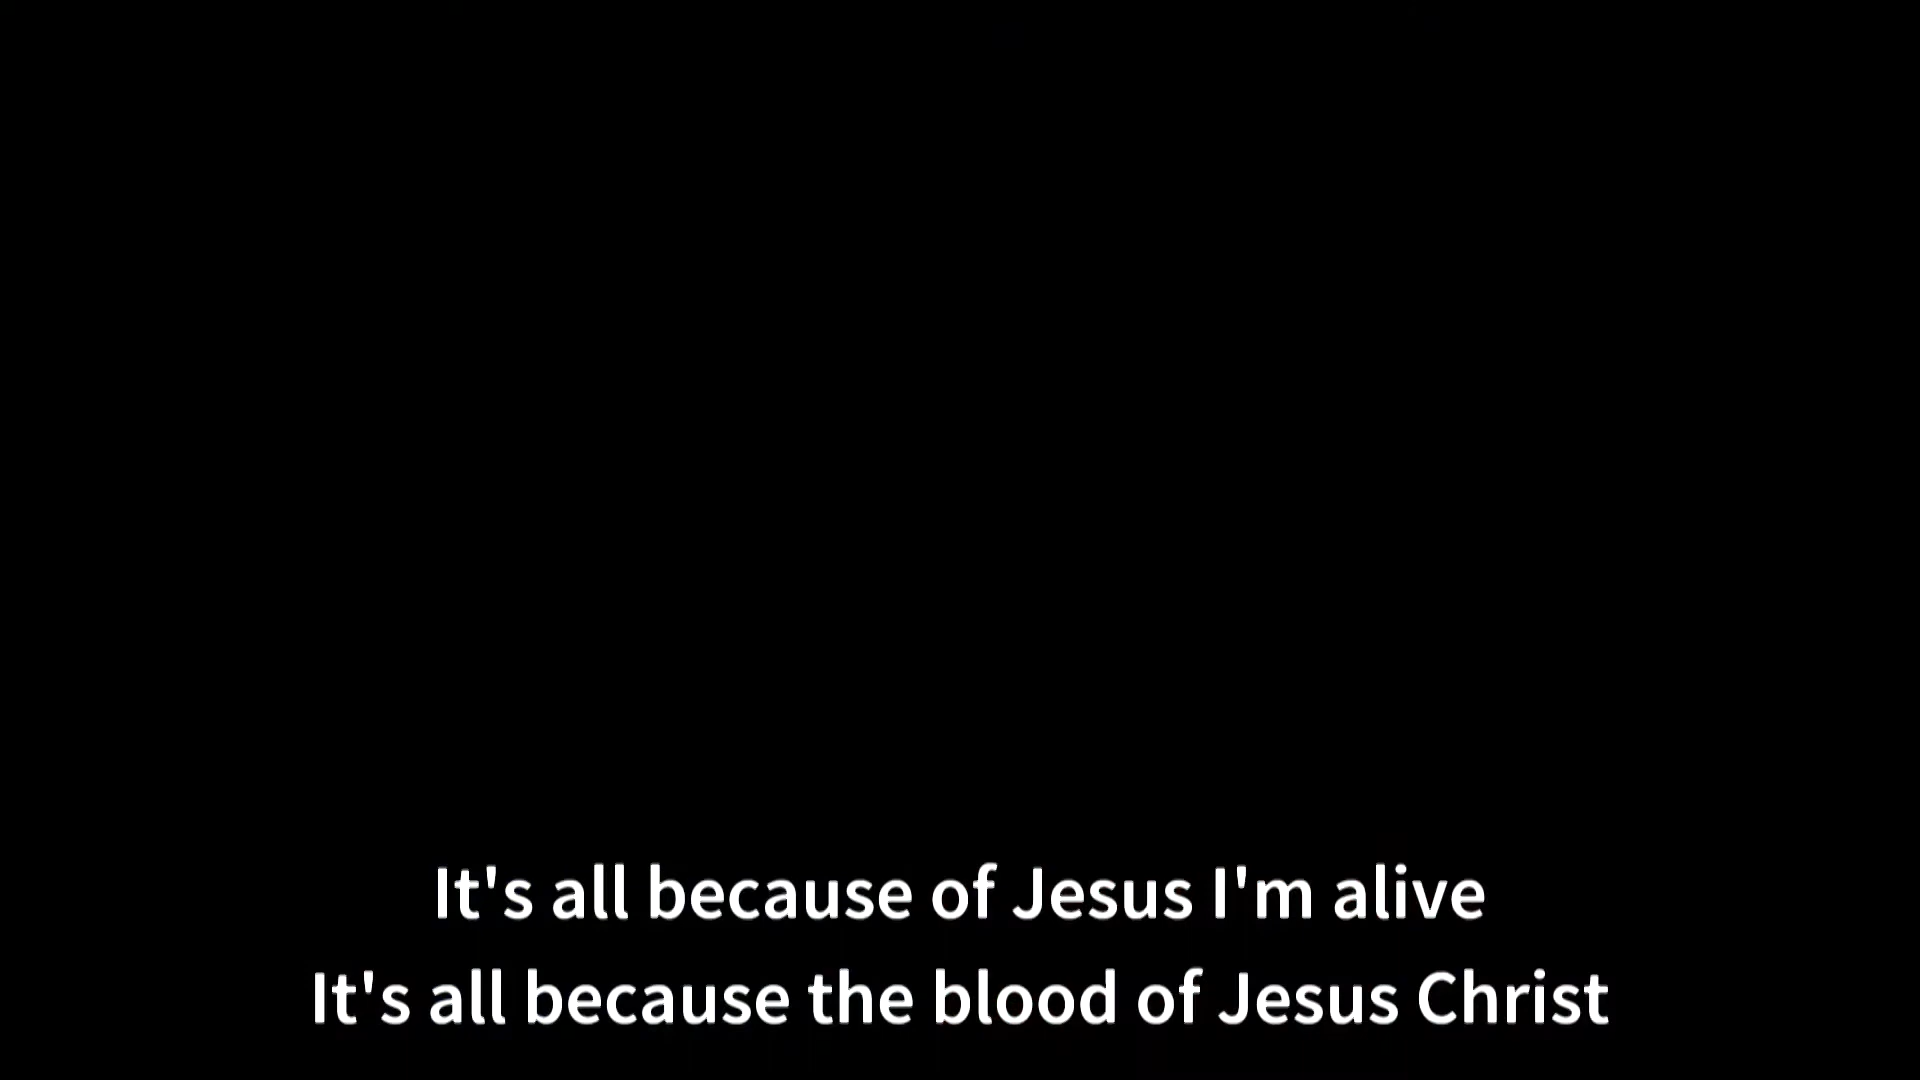 It's all because of Jesus I'm alive
It's all because the blood of Jesus Christ